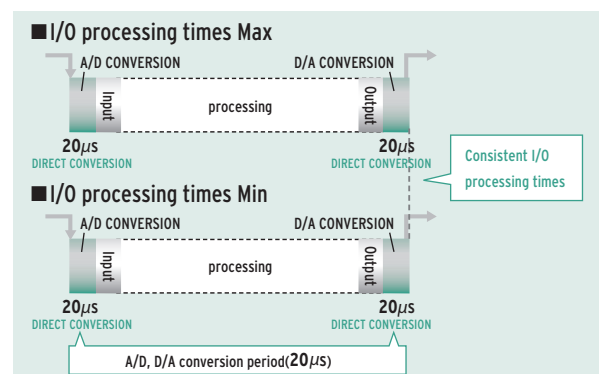 ■I/O processing times Max
A/D CONVERSION
D/A CONVERSION
Input
processing
Output
20μs
20μs
DIRECT CONVERSION
DIRECT CONVERSION
Consistent I/O
processing times
■I/O processing times Min
A/D CONVERSION
D/A CONVERSION
Input
processing
Output
20μs
20μs
DIRECT CONVERSION
DIRECT CONVERSION
A/D, D/A conversion period(20μs)